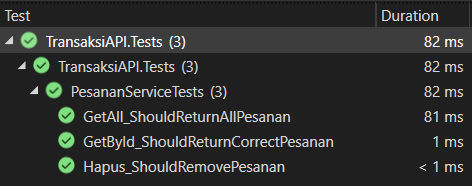 Test Duration
TransaksiAPI.Tests (3) 82 ms
TransaksiAPI.Tests (3) 82 ms
PesananServiceTests (3) 82 ms
GetAll_ShouldReturnAllPesanan 81 ms
GetById_ShouldReturnCorrectPesanan 1 ms
Hapus_ShouldRemovePesanan < 1 ms